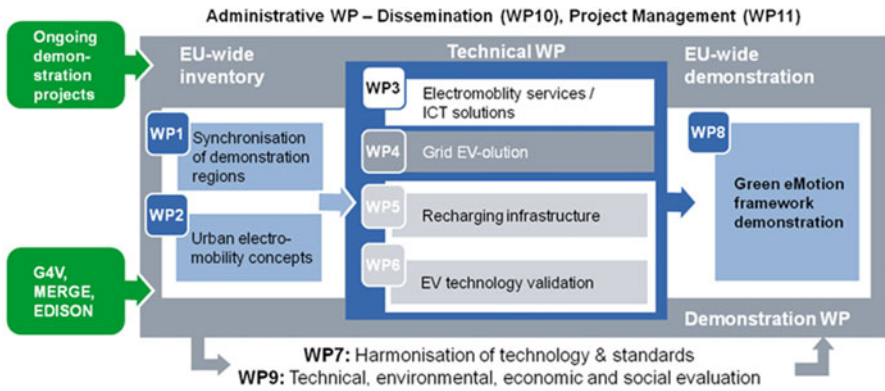 Administrative WP – Dissemination (WP10), Project Management (WP11)
Ongoing
demon-
stration
projects
G4V,
MERGE,
EDISON
EU-wide
inventory
WP1
Synchronisation
of demonstration
regions
WP2
Urban electro-
mobility concepts
Technical WP
WP3
Electromoblity services /
ICT solutions
WP4
Grid EV-olution
WP5
Recharging infrastructure
WP6
EV technology validation
EU-wide
demonstration
WP8
Green eMotion
framework
demonstration
Demonstration WP
WP7: Harmonisation of technology & standards
WP9: Technical, environmental, economic and social evaluation